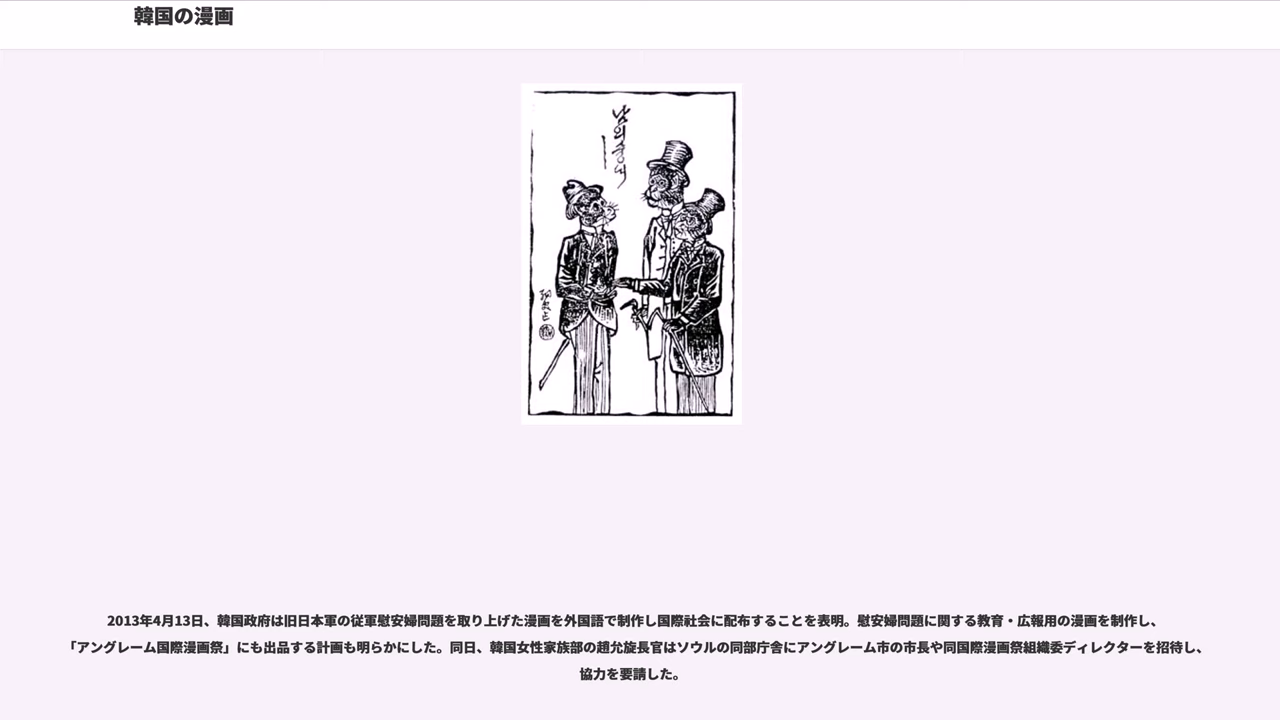 韓国の漫画
남의 흉내
2013年4月13日、韓国政府は旧日本軍の従軍慰安婦問題を取り上げた漫画を外国語で制作し国際社会に配布することを表明。慰安婦問題に関する教育・広報用の漫画を制作し、
「アングレーム国際漫画祭」にも出品する計画も明らかにした。同日、韓国女性家族部の趙允旋長官はソウルの同部庁舎にアングレーム市の市長や同国際漫画祭組織委ディレクターを招待し、
協力を要請した。